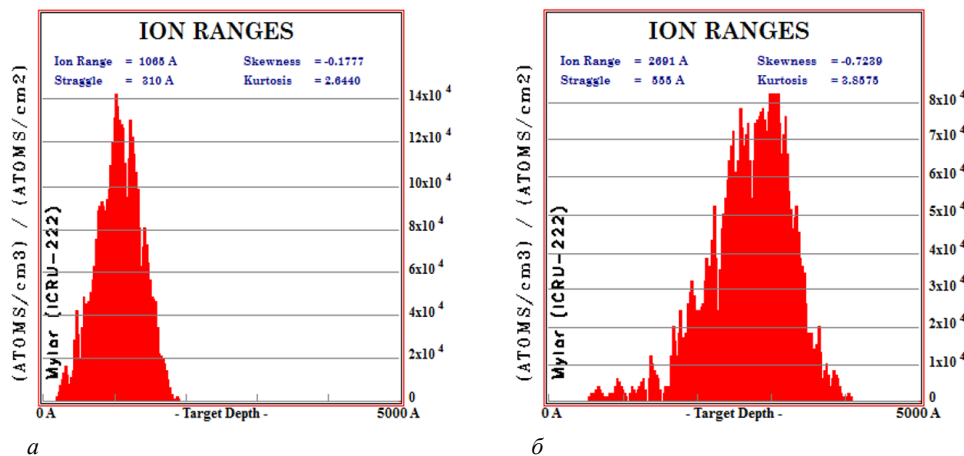 ION RANGES
Ion Range = 1065 A Skewness = -0.1777
Straggle = 310 A Kurtosis = 2.6440
(ATOMS/cm3) / (ATOMS/cm2)
Mylar (ICRU-222)
14x10^4
12x10^4
10x10^4
8x10^4
6x10^4
4x10^4
2x10^4
0
0 A - Target Depth - 5000 A
а
ION RANGES
Ion Range = 2691 A Skewness = -0.7239
Straggle = 555 A Kurtosis = 3.8575
(ATOMS/cm3) / (ATOMS/cm2)
Mylar (ICRU-222)
8x10^4
7x10^4
6x10^4
5x10^4
4x10^4
3x10^4
2x10^4
1x10^4
0
0 A - Target Depth - 5000 A
б